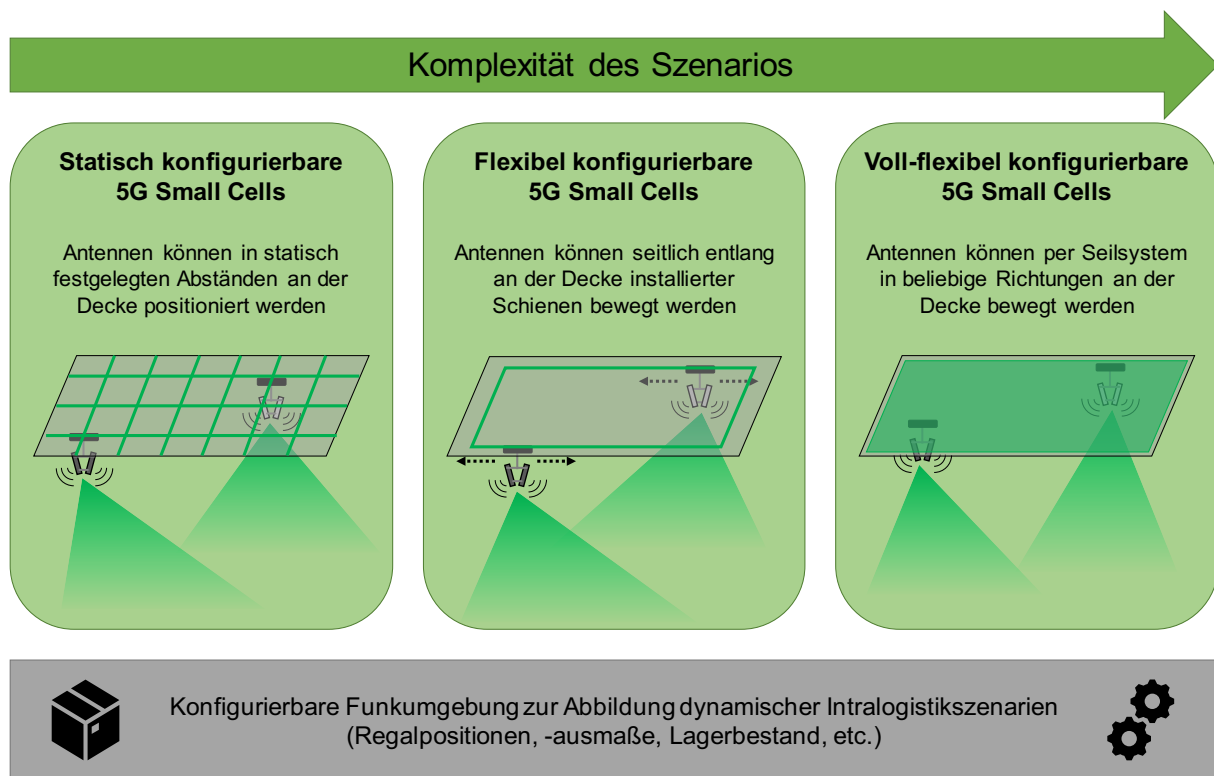 Komplexität des Szenarios
Statisch konfigurierbare
5G Small Cells
Antennen können in statisch
festgelegten Abständen an der
Decke positioniert werden
Flexibel konfigurierbare
5G Small Cells
Antennen können seitlich entlang
an der Decke installierter
Schienen bewegt werden
Voll-flexibel konfigurierbare
5G Small Cells
Antennen können per Seilsystem
in beliebige Richtungen an der
Decke bewegt werden
Konfigurierbare Funkumgebung zur Abbildung dynamischer Intralogistikszenarien
(Regalpositionen, -ausmaße, Lagerbestand, etc.)